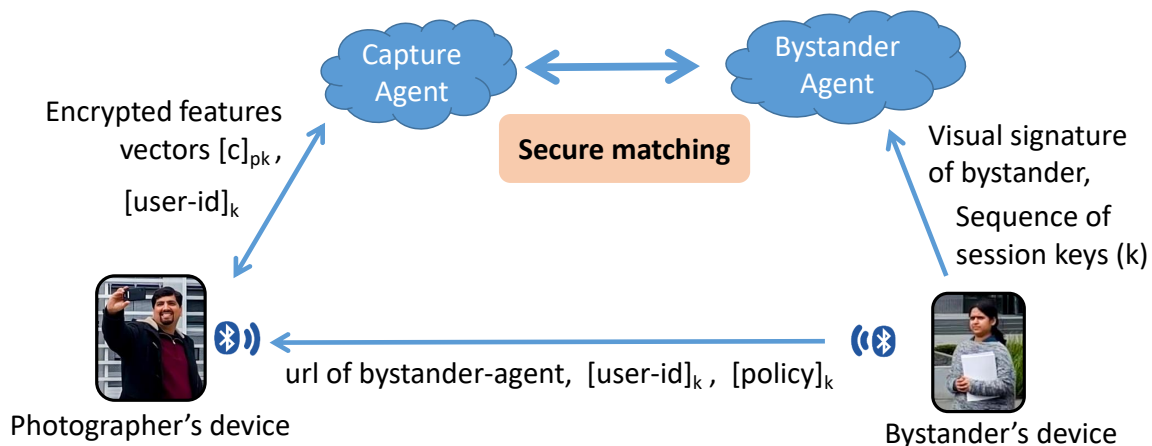 Capture
Agent
Bystander
Agent
Encrypted features
vectors [c]pk ,
[user-id]k
Secure matching
Visual signature
of bystander,
Sequence of
session keys (k)
url of bystander-agent, [user-id]k , [policy]k
Photographer’s device
Bystander’s device